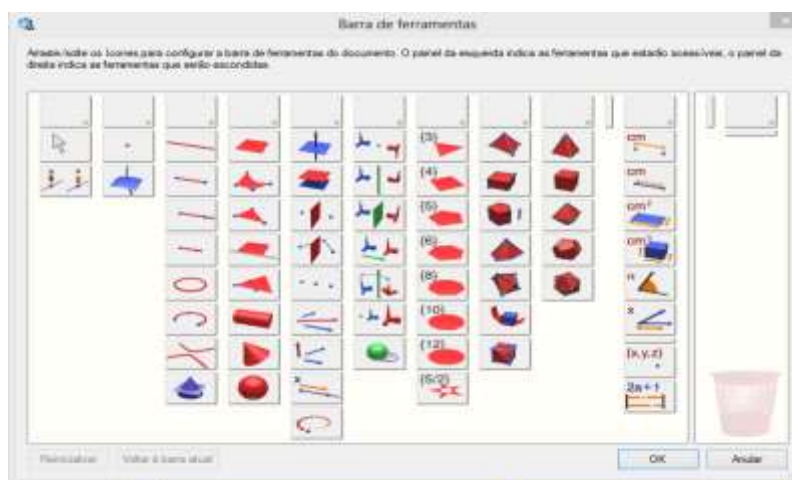 Barra de ferramentas
Arraste/solte os ícones para configurar a barra de ferramentas do documento. O painel da esquerda indica as ferramentas que estarão acessíveis, o painel da
direita indica as ferramentas que serão escondidas.
(3)
cm
(4)
cm
(5)
cm²
(6)
cm³
(8)
(10)
(12)
(x,y,z)
(5/2)
2a+1
Reinicializar
Voltar à barra atual
OK
Anular